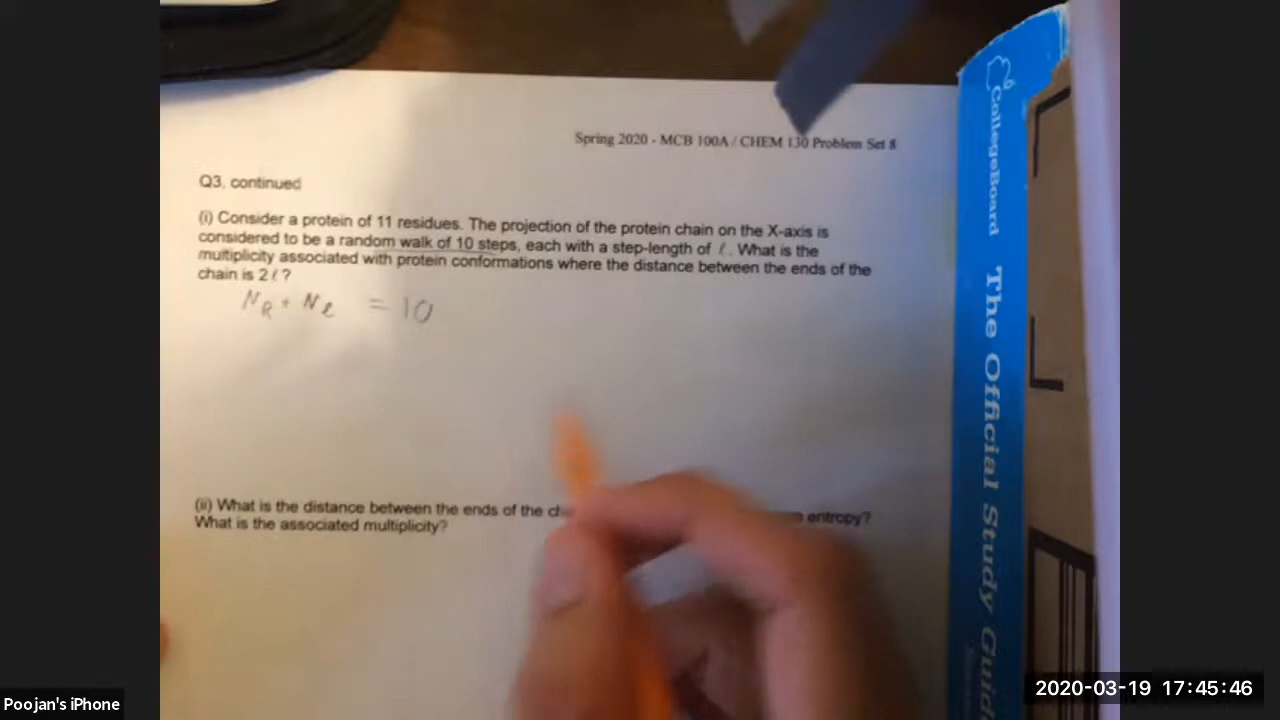 Spring 2020 - MCB 100A / CHEM 130 Problem Set 8
Q3. continued
(i) Consider a protein of 11 residues. The projection of the protein chain on the X-axis is
considered to be a random walk of 10 steps, each with a step-length of ℓ. What is the
multiplicity associated with protein conformations where the distance between the ends of the
chain is 2ℓ?
N_R + N_L = 10
(ii) What is the distance between the ends of the entropy?
What is the associated multiplicity?
CollegeBoard
The Official Study
Poojan's iPhone
2020-03-19 17:45:46